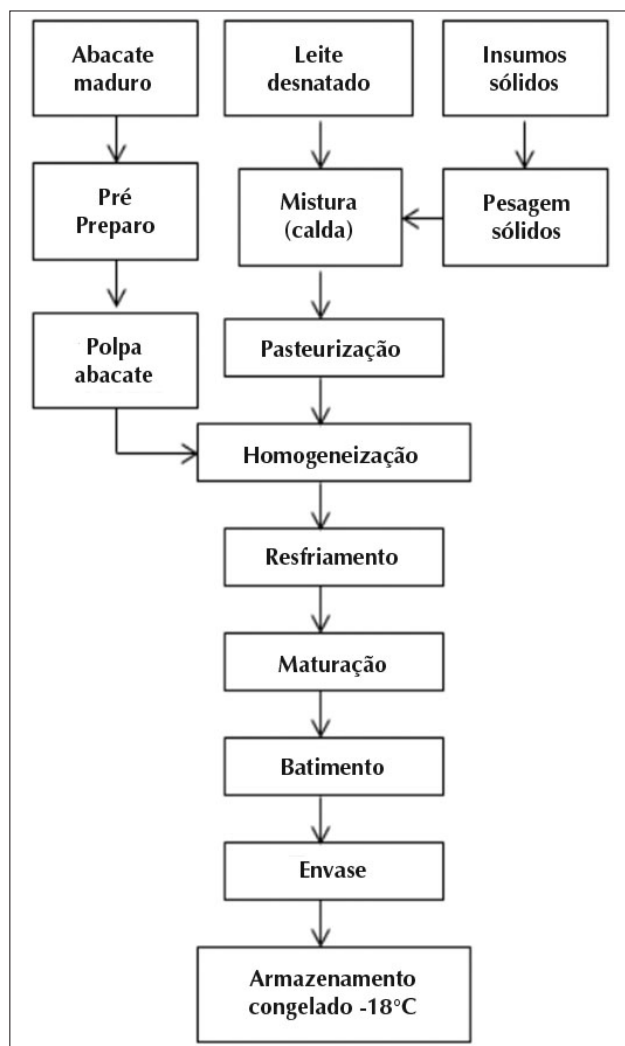 Abacate
maduro
Leite
desnatado
Insumos
sólidos
Pré
Preparo
Mistura
(calda)
Pesagem
sólidos
Polpa
abacate
Pasteurização
Homogeneização
Resfriamento
Maturação
Batimento
Envase
Armazenamento
congelado -18°C